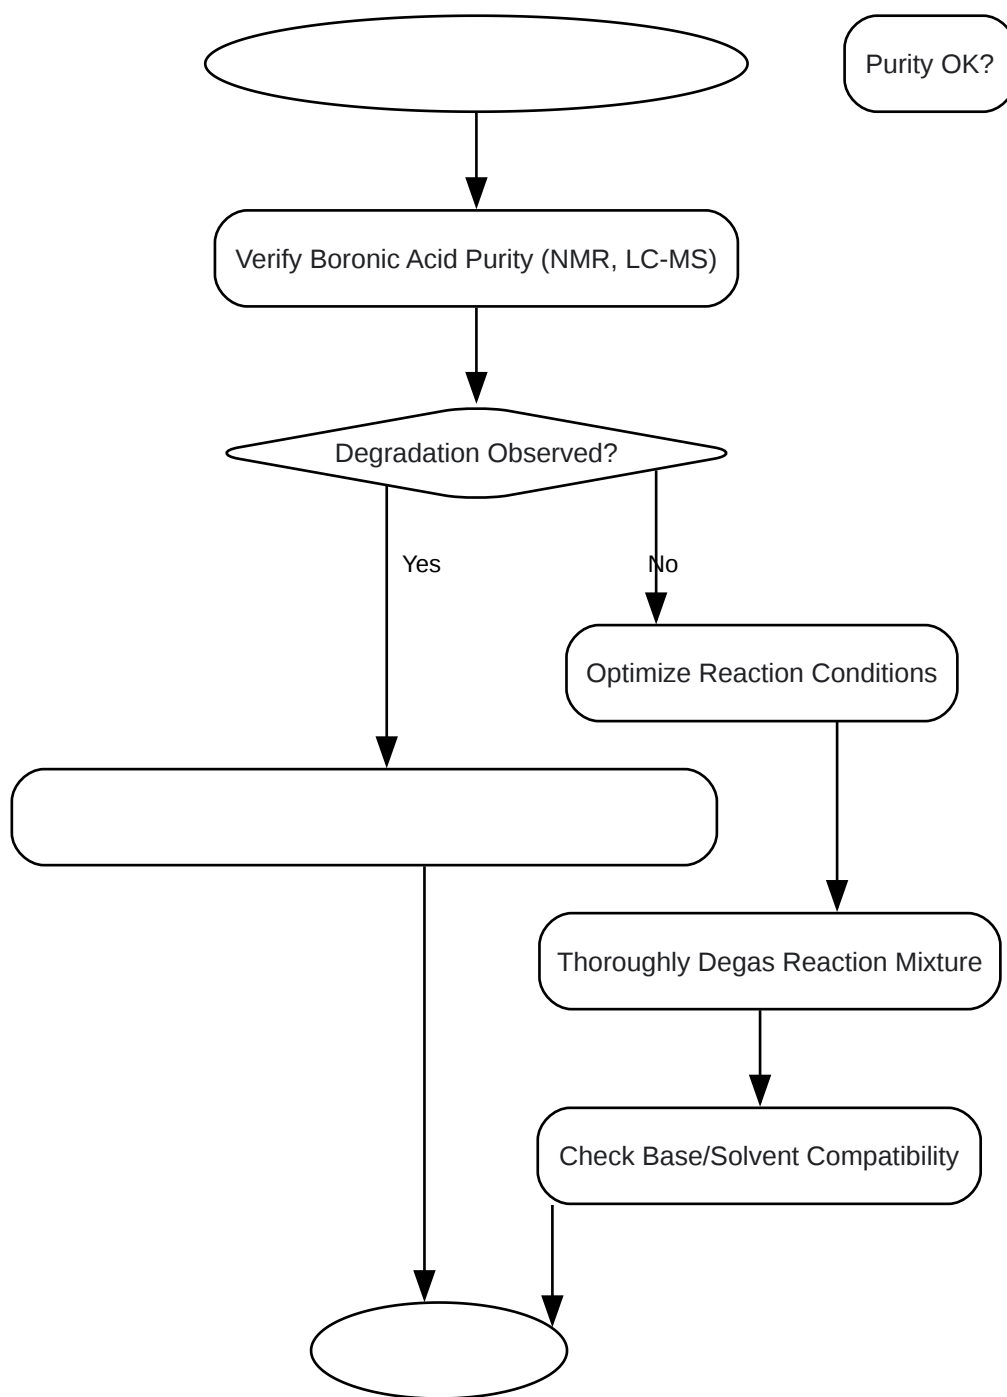 Purity OK?
Verify Boronic Acid Purity (NMR, LC-MS)
Degradation Observed?
Yes
No
Optimize Reaction Conditions
Thoroughly Degas Reaction Mixture
Check Base/Solvent Compatibility